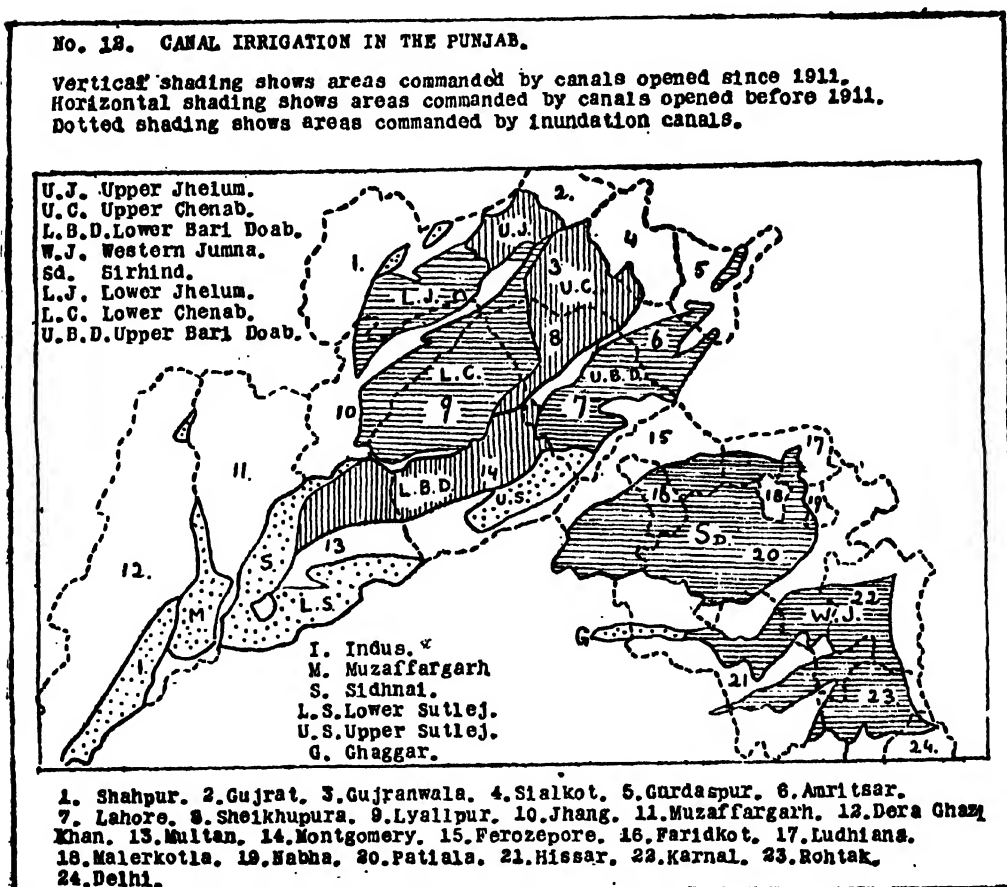 No. 12. CANAL IRRIGATION IN THE PUNJAB.
Vertical shading shows areas commanded by canals opened since 1911.
Horizontal shading shows areas commanded by canals opened before 1911.
Dotted shading shows areas commanded by inundation canals.
U.J. Upper Jhelum.
U.C. Upper Chenab.
L.B.D.Lower Bari Doab.
W.J. Western Jumna.
Sd. Sirhind.
L.J. Lower Jhelum.
L.C. Lower Chenab.
U.B.D.Upper Bari Doab.
2.
U.J.
4
1.
3
5
U.C.
L.J.
8
6
L.C.
U.B.D.
10
9
7
15
17
11.
14
L.B.D.
U.S.
16
18
19
13
S.
SD.
20
12.
L.S.
M
22
W.J.
G
I
21
23
24.
I. Indus.
M. Muzaffargarh
S. Sidhnai.
L.S.Lower Sutlej.
U.S.Upper Sutlej.
G. Ghaggar.
1. Shahpur. 2.Gujrat. 3.Gujranwala. 4.Sialkot. 5.Gurdaspur. 6.Amritsar.
7. Lahore. 8.Sheikhupura. 9.Lyallpur. 10.Jhang. 11.Muzaffargarh. 12.Dera Ghazi
Khan. 13.Multan. 14.Montgomery. 15.Ferozepore. 16.Faridkot. 17.Ludhiana.
18.Malerkotla. 19.Nabha. 20.Patiala. 21.Hissar. 22.Karnal. 23.Rohtak.
24.Delhi.